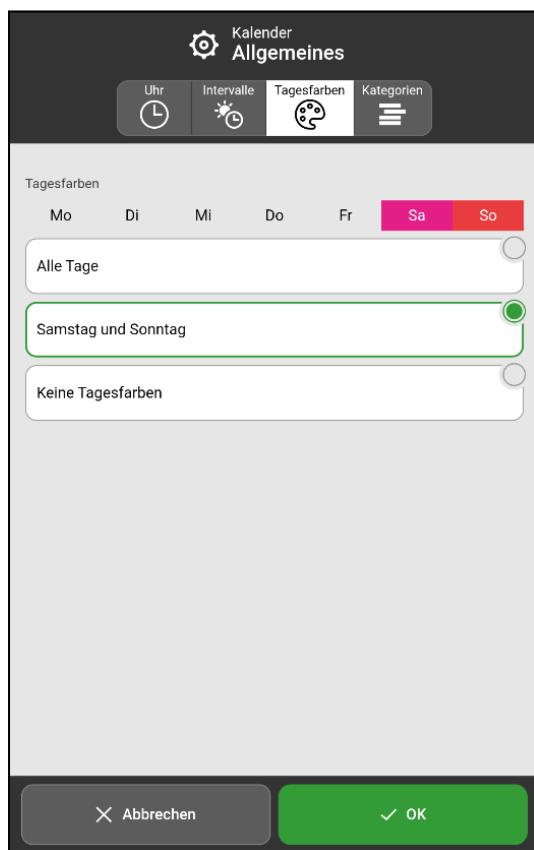 Kalender
Allgemeines
Uhr Intervalle Tagesfarben Kategorien
Tagesfarben
Mo Di Mi Do Fr Sa So
Alle Tage
Samstag und Sonntag
Keine Tagesfarben
Abbrechen OK